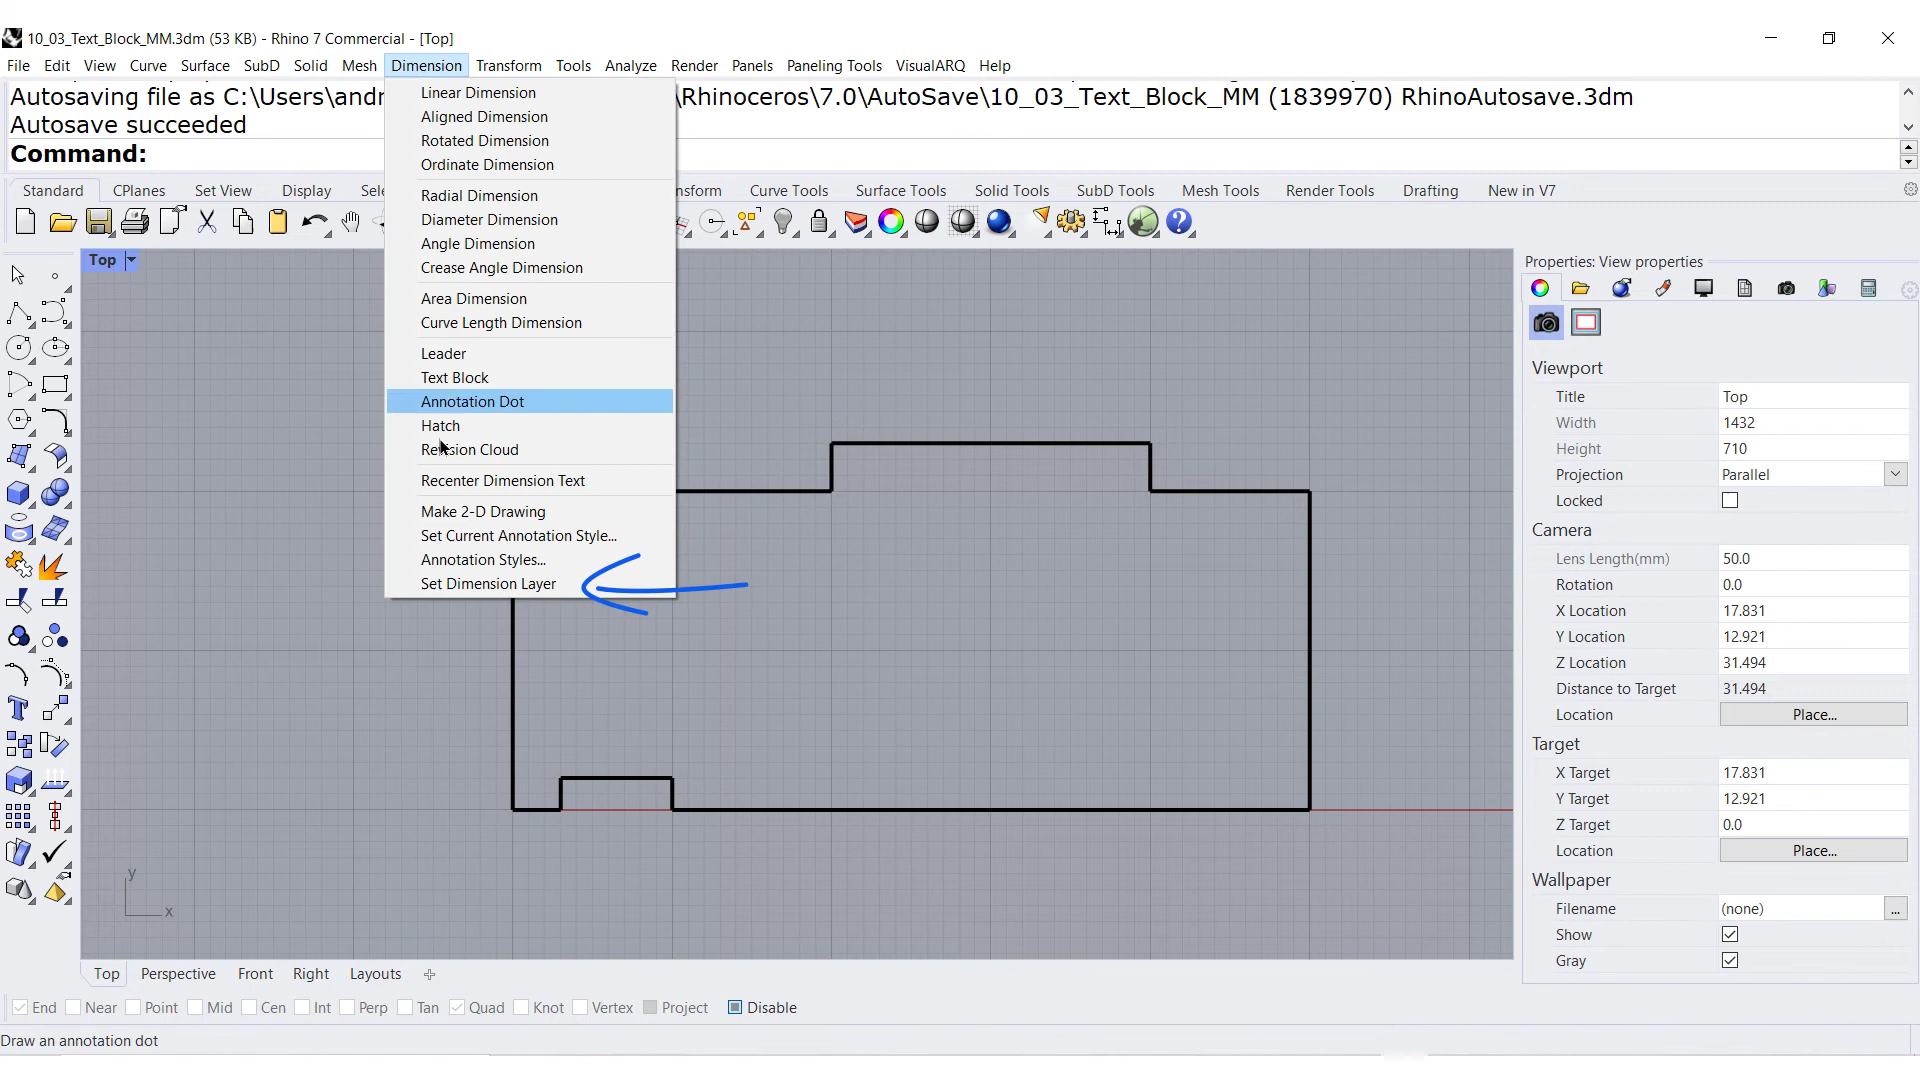 10_03_Text_Block_MM.3dm (53 KB) - Rhino 7 Commercial - [Top]
File Edit View Curve Surface SubD Solid Mesh Dimension Transform Tools Analyze Render Panels Paneling Tools VisualARQ Help
Autosaving file as C:\Users\andr \Rhinoceros\7.0\AutoSave\10_03_Text_Block_MM (1839970) RhinoAutosave.3dm
Autosave succeeded
Command:
Standard CPlanes Set View Display Sele nsform Curve Tools Surface Tools Solid Tools SubD Tools Mesh Tools Render Tools Drafting New in V7
Linear Dimension
Aligned Dimension
Rotated Dimension
Ordinate Dimension
Radial Dimension
Diameter Dimension
Angle Dimension
Crease Angle Dimension
Area Dimension
Curve Length Dimension
Leader
Text Block
Annotation Dot
Hatch
Revision Cloud
Recenter Dimension Text
Make 2-D Drawing
Set Current Annotation Style...
Annotation Styles...
Set Dimension Layer
Top
y
x
Properties: View properties
Viewport
Title Top
Width 1432
Height 710
Projection Parallel
Locked
Camera
Lens Length(mm) 50.0
Rotation 0.0
X Location 17.831
Y Location 12.921
Z Location 31.494
Distance to Target 31.494
Location Place...
Target
X Target 17.831
Y Target 12.921
Z Target 0.0
Location Place...
Wallpaper
Filename (none) ...
Show
Gray
Top Perspective Front Right Layouts
End Near Point Mid Cen Int Perp Tan Quad Knot Vertex Project Disable
Draw an annotation dot